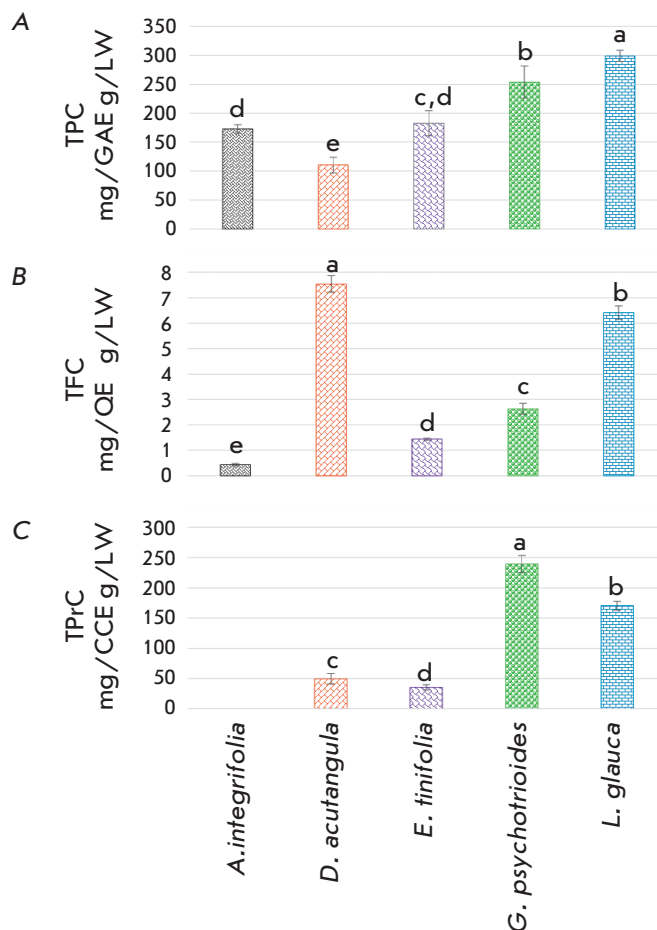 A
TPC
mg/GAE g/LW
350
300
250
200
150
100
50
0
d
e
c,d
b
a
B
TFC
mg/QE g/LW
8
7
6
5
4
3
2
1
0
e
a
d
c
b
C
TPrC
mg/CCE g/LW
300
250
200
150
100
50
0
c
d
a
b
A.integrifolia
D. acutangula
E. tinifolia
G. psychotrioides
L. glauca